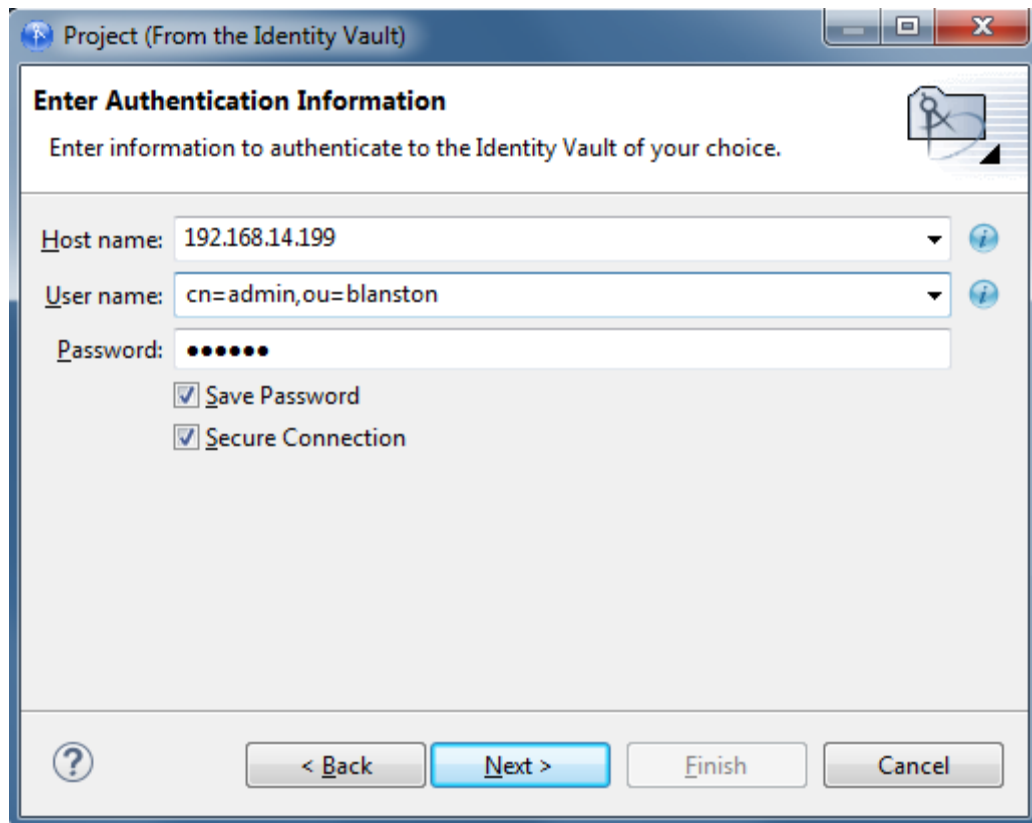 Project (From the Identity Vault)
Enter Authentication Information
Enter information to authenticate to the Identity Vault of your choice.
Host name: 192.168.14.199
User name: cn=admin,ou=blanston
Password: ●●●●●●
Save Password
Secure Connection
? < Back Next > Finish Cancel